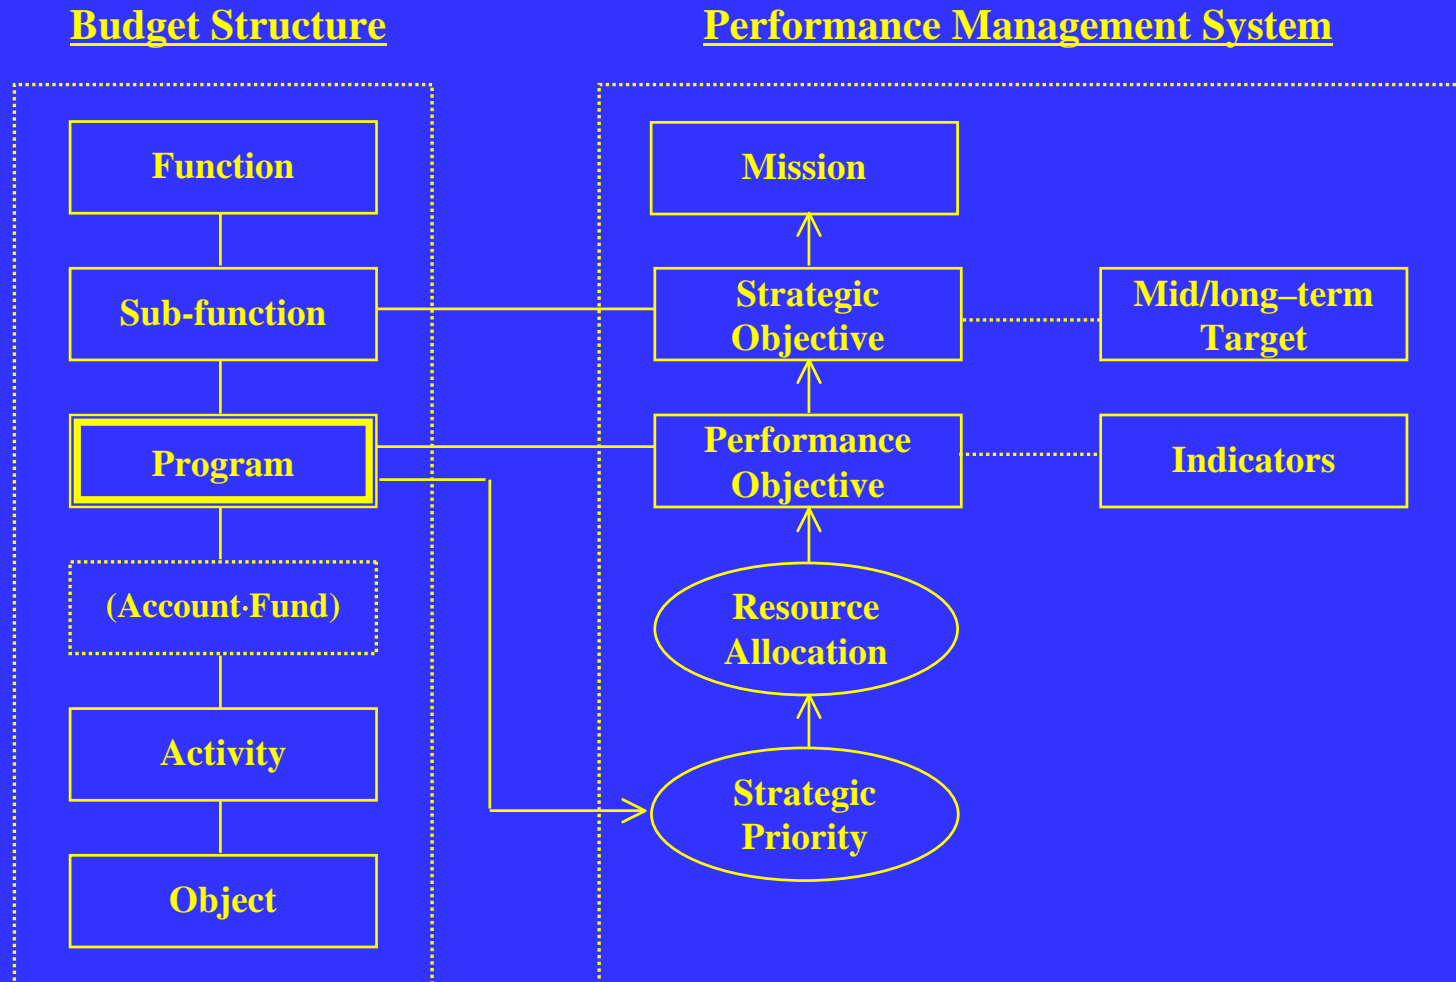 Budget Structure
Performance Management System
Function
Sub-function
Program
(Account·Fund)
Activity
Object
Mission
Strategic
Objective
Mid/long–term
Target
Performance
Objective
Indicators
Resource
Allocation
Strategic
Priority